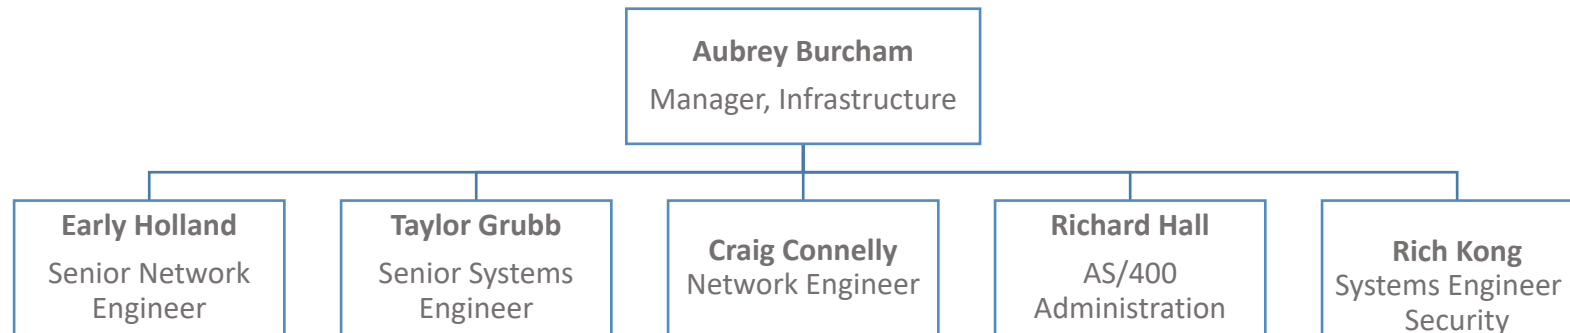 Aubrey Burcham
Manager, Infrastructure
Early Holland
Senior Network
Engineer
Taylor Grubb
Senior Systems
Engineer
Craig Connelly
Network Engineer
Richard Hall
AS/400
Administration
Rich Kong
Systems Engineer
Security